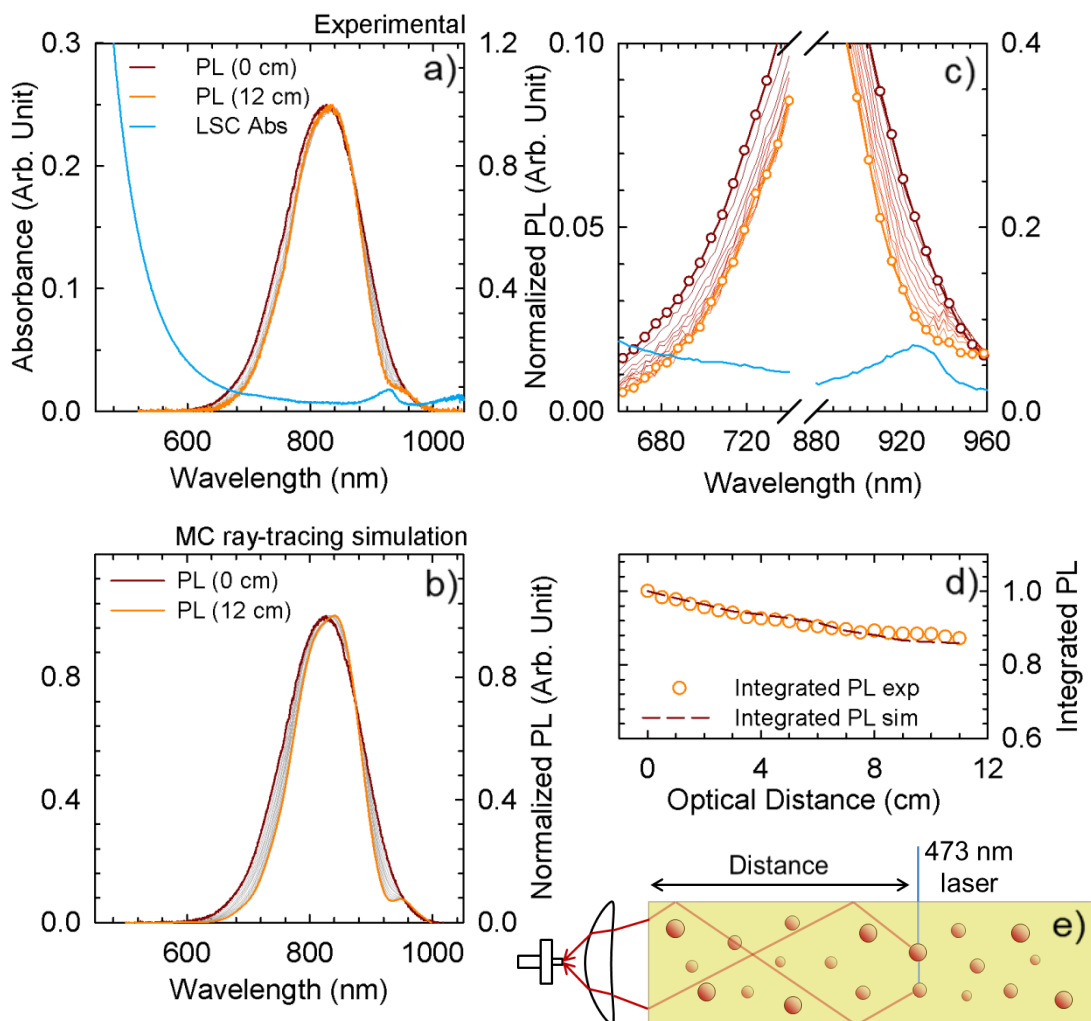 Experimental
a)
PL (0 cm)
PL (12 cm)
LSC Abs
Absorbance (Arb. Unit)
0.3
0.2
0.1
0.0
1.2
0.8
0.4
0.0
Normalized PL (Arb. Unit)
600 800 1000
Wavelength (nm)
c)
0.10
0.05
0.00
0.4
0.2
0.0
680 720 880 920 960
Wavelength (nm)
MC ray-tracing simulation
b)
PL (0 cm)
PL (12 cm)
0.8
0.4
0.0
0.8
0.4
0.0
Normalized PL (Arb. Unit)
600 800 1000
Wavelength (nm)
d)
Integrated PL exp
Integrated PL sim
1.0
0.8
0.6
Integrated PL
0 4 8 12
Optical Distance (cm)
Distance
473 nm
laser
e)